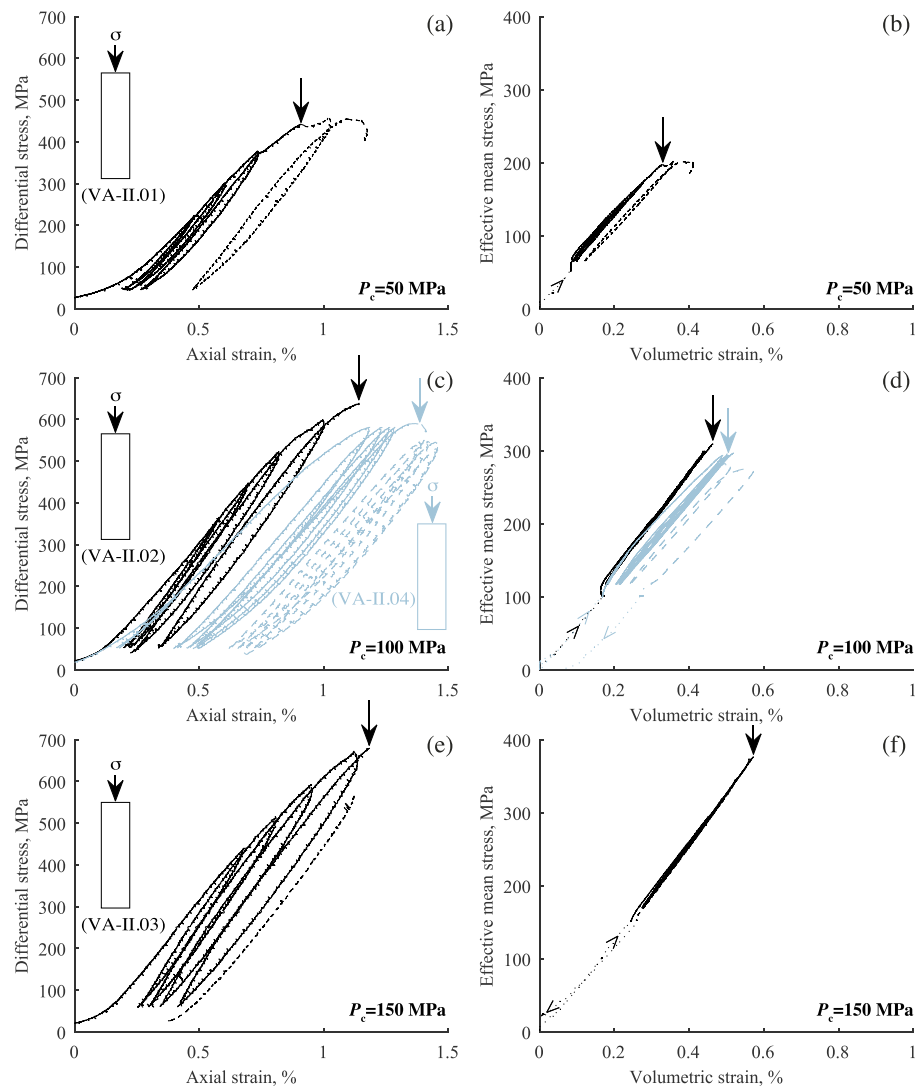 (a)
700
600
500
400
300
200
100
0
Differential stress, MPa
σ
(VA-II.01)
P_c=50 MPa
0 0.5 1 1.5
Axial strain, %
(b)
400
300
200
100
0
Effective mean stress, MPa
P_c=50 MPa
0 0.2 0.4 0.6 0.8 1
Volumetric strain, %
(c)
700
600
500
400
300
200
100
0
Differential stress, MPa
σ
(VA-II.02)
σ
(VA-II.04)
P_c=100 MPa
0 0.5 1 1.5
Axial strain, %
(d)
400
300
200
100
0
Effective mean stress, MPa
P_c=100 MPa
0 0.2 0.4 0.6 0.8 1
Volumetric strain, %
(e)
700
600
500
400
300
200
100
0
Differential stress, MPa
σ
(VA-II.03)
P_c=150 MPa
0 0.5 1 1.5
Axial strain, %
(f)
400
300
200
100
0
Effective mean stress, MPa
P_c=150 MPa
0 0.2 0.4 0.6 0.8 1
Volumetric strain, %